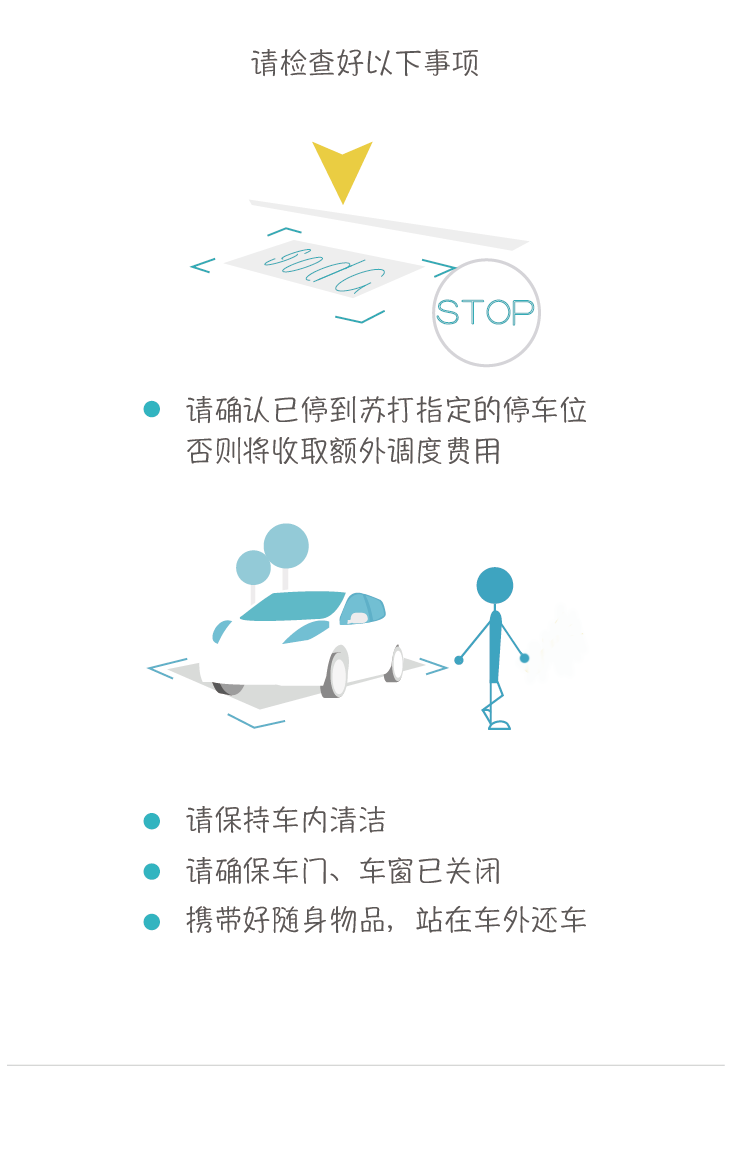 请检查好以下事项
sodG
STOP
请确认已停到苏打指定的停车位
否则将收取额外调度费用
请保持车内清洁
请确保车门、车窗已关闭
携带好随身物品，站在车外还车